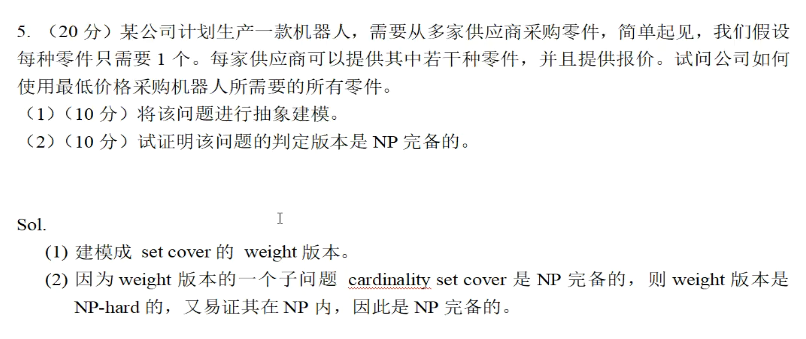 5. （20 分）某公司计划生产一款机器人，需要从多家供应商采购零件，简单起见，我们假设
每种零件只需要 1 个。每家供应商可以提供其中若干种零件，并且提供报价。试问公司如何
使用最低价格采购机器人所需要的所有零件。
（1）（10 分）将该问题进行抽象建模。
（2）（10 分）试证明该问题的判定版本是 NP 完备的。
Sol.
(1) 建模成 set cover 的 weight 版本。
(2) 因为 weight 版本的一个子问题 cardinality set cover 是 NP 完备的，则 weight 版本是
NP-hard 的，又易证其在 NP 内，因此是 NP 完备的。